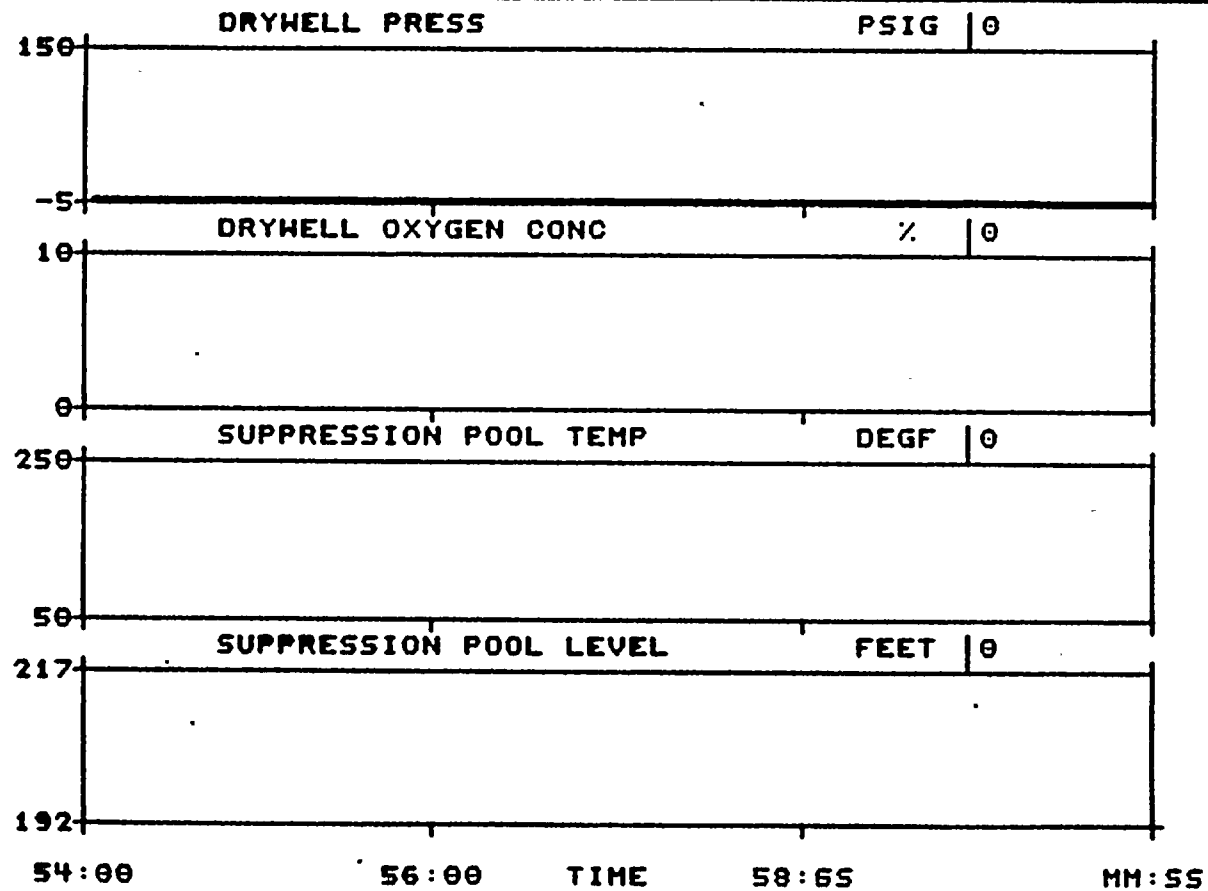 DRYWELL PRESS PSIG 0
150
-5
DRYWELL OXYGEN CONC % 0
10
0
SUPPRESSION POOL TEMP DEGF 0
250
50
SUPPRESSION POOL LEVEL FEET 0
217
192
54:00 56:00 TIME 58:65 MM:SS